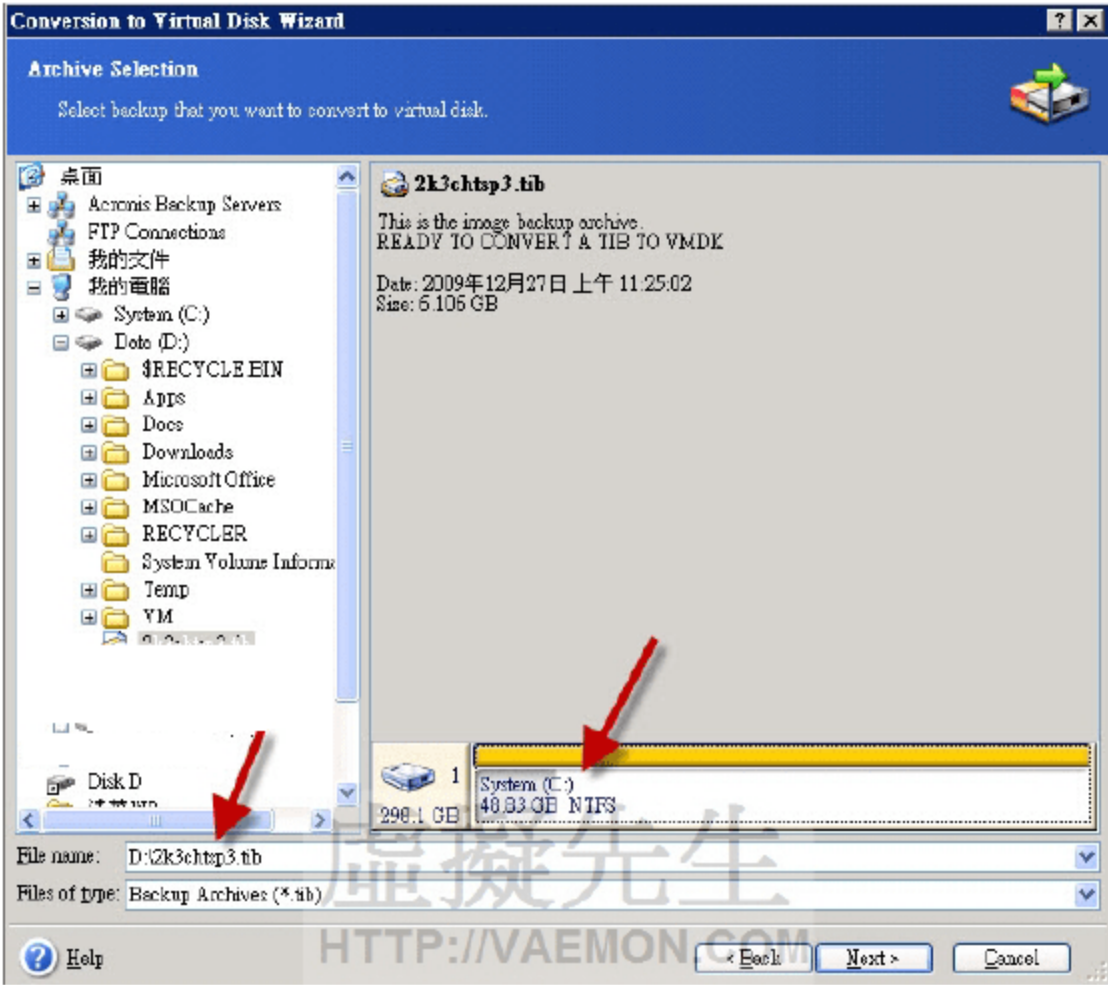 Conversion to Virtual Disk Wizard
Archive Selection
Select backup that you want to convert to virtual disk.
桌面
Acronis Backup Servers
FTP Connections
我的文件
我的電腦
System (C:)
Data (D:)
$RECYCLE.BIN
Apps
Docs
Downloads
Microsoft Office
MSOCache
RECYCLER
System Volume Informa
Temp
VM
Disk D
2k3chtsp3.tib
This is the image backup archive.
READY TO CONVERT A TIB TO VMDK
Date: 2009年12月27日 上午 11:25:02
Size: 6.106 GB
1
298.1 GB
System (C:)
48.83 GB NTFS
File name: D:\2k3chtsp3.tib
Files of type: Backup Archives (*.tib)
虛擬先生
HTTP://VAEMON.COM
Help
< Back
Next >
Cancel